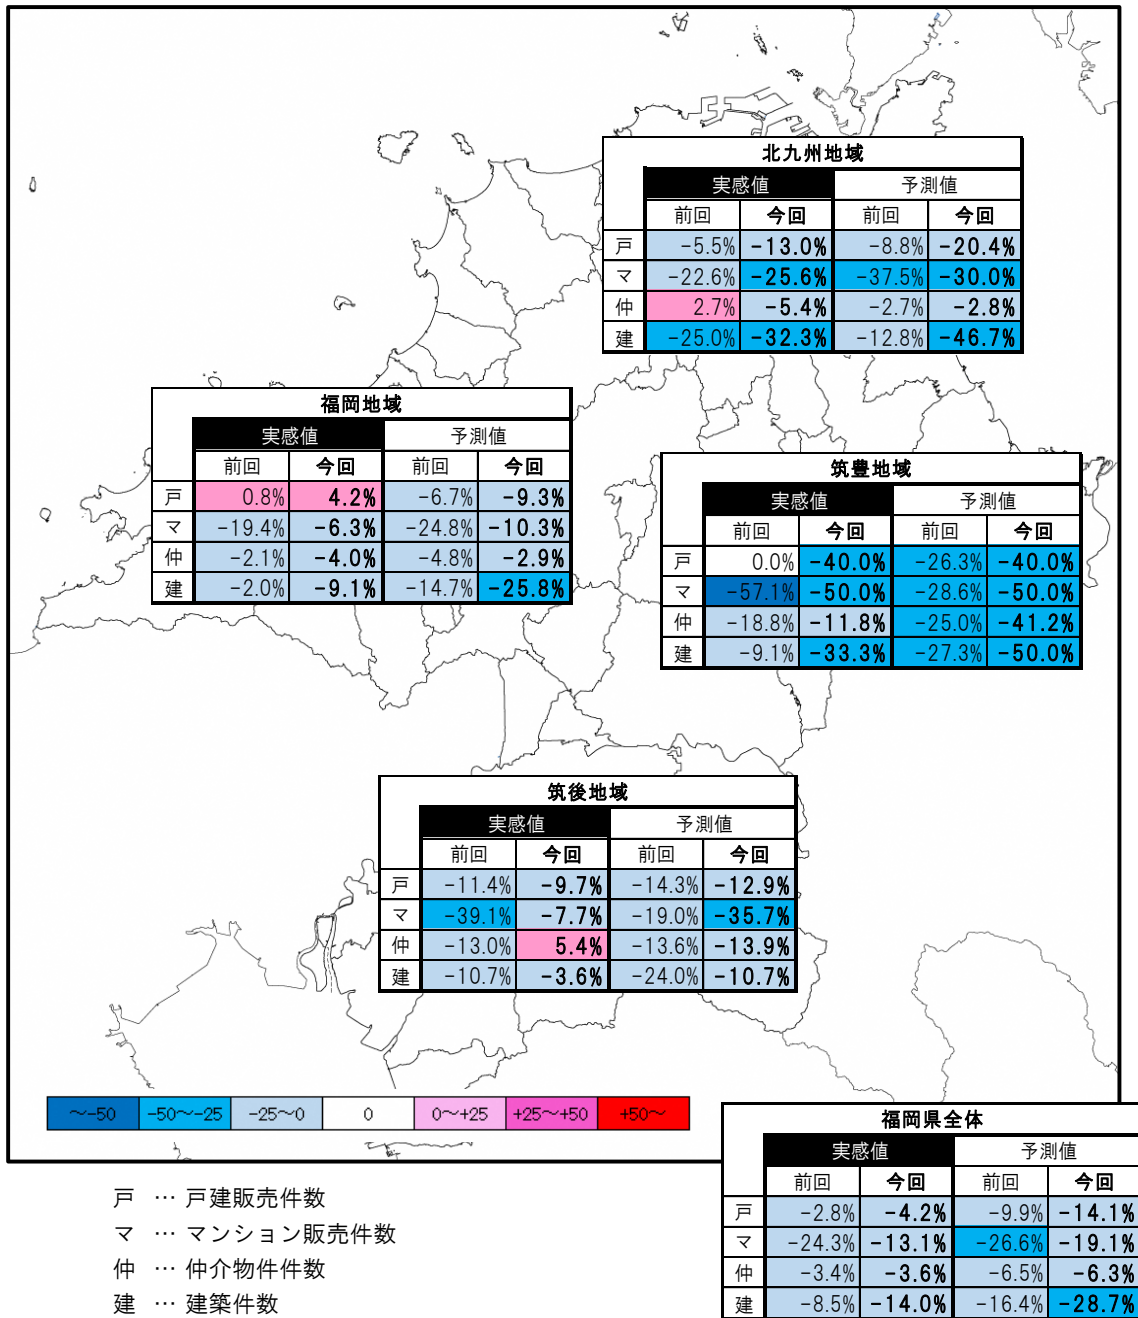 北九州地域
実感値 予測値
前回 今回 前回 今回
戸 -5.5% -13.0% -8.8% -20.4%
マ -22.6% -25.6% -37.5% -30.0%
仲 2.7% -5.4% -2.7% -2.8%
建 -25.0% -32.3% -12.8% -46.7%
福岡地域
実感値 予測値
前回 今回 前回 今回
戸 0.8% 4.2% -6.7% -9.3%
マ -19.4% -6.3% -24.8% -10.3%
仲 -2.1% -4.0% -4.8% -2.9%
建 -2.0% -9.1% -14.7% -25.8%
筑豊地域
実感値 予測値
前回 今回 前回 今回
戸 0.0% -40.0% -26.3% -40.0%
マ -57.1% -50.0% -28.6% -50.0%
仲 -18.8% -11.8% -25.0% -41.2%
建 -9.1% -33.3% -27.3% -50.0%
筑後地域
実感値 予測値
前回 今回 前回 今回
戸 -11.4% -9.7% -14.3% -12.9%
マ -39.1% -7.7% -19.0% -35.7%
仲 -13.0% 5.4% -13.6% -13.9%
建 -10.7% -3.6% -24.0% -10.7%
～-50 -50～-25 -25～0 0 0～+25 +25～+50 +50～
福岡県全体
実感値 予測値
前回 今回 前回 今回
戸 -2.8% -4.2% -9.9% -14.1%
マ -24.3% -13.1% -26.6% -19.1%
仲 -3.4% -3.6% -6.5% -6.3%
建 -8.5% -14.0% -16.4% -28.7%
戸 … 戸建販売件数
マ … マンション販売件数
仲 … 仲介物件件数
建 … 建築件数